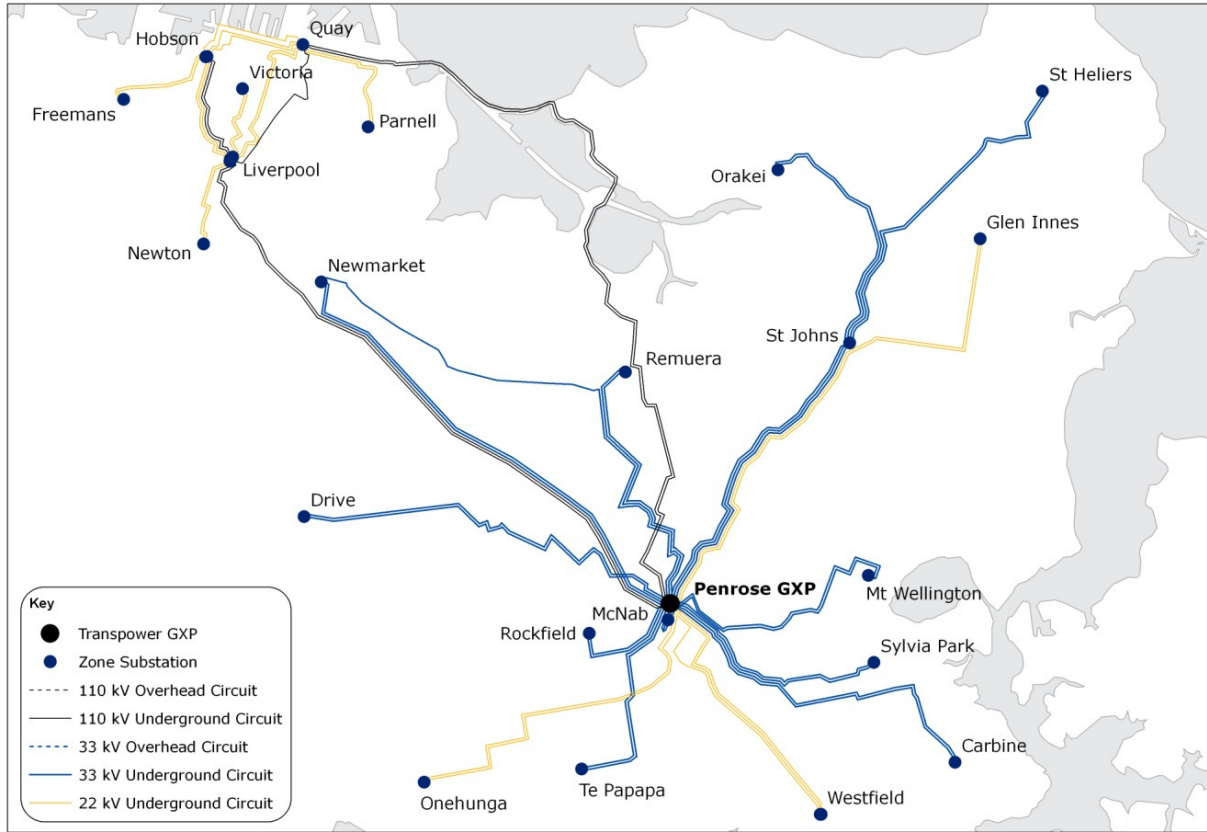 Quay
Hobson
Victoria
St Heliers
Freemans
Parnell
Liverpool
Orakei
Glen Innes
Newton
Newmarket
St Johns
Remuera
Drive
Penrose GXP
Mt Wellington
McNab
Rockfield
Sylvia Park
Carbine
Onehunga
Te Papapa
Westfield
Key
Transpower GXP
Zone Substation
110 kV Overhead Circuit
110 kV Underground Circuit
33 kV Overhead Circuit
33 kV Underground Circuit
22 kV Underground Circuit